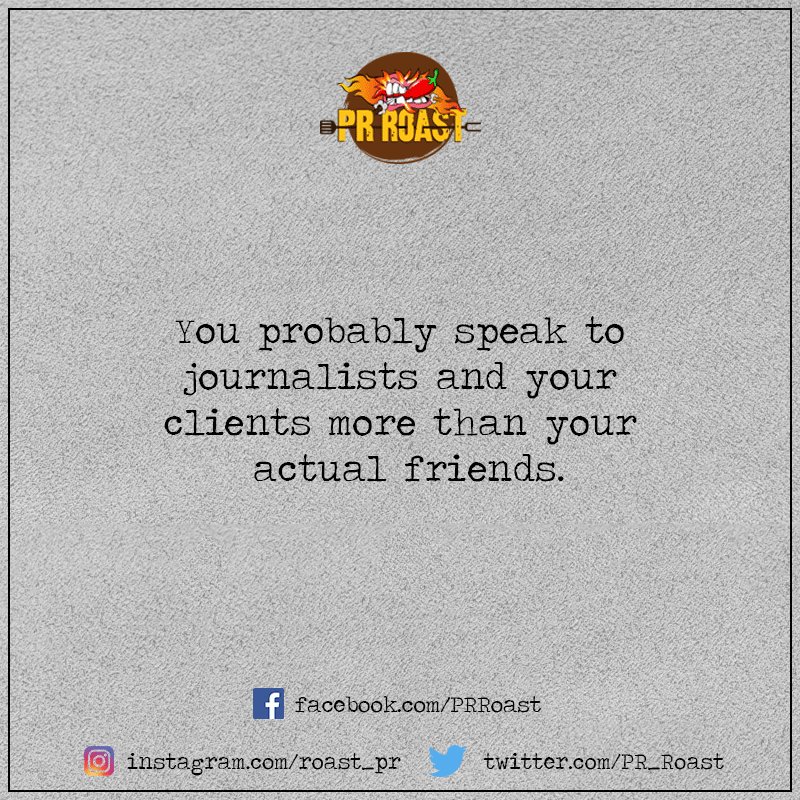 PR ROAST
You probably speak to
journalists and your
clients more than your
actual friends.
facebook.com/PRRoast
instagram.com/roast_pr
twitter.com/PR_Roast